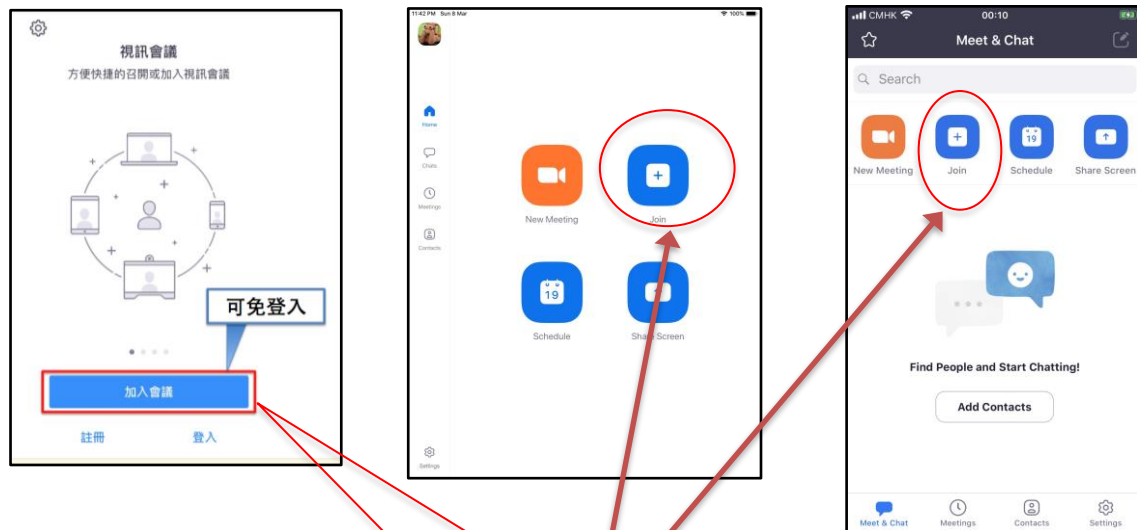 視訊會議
方便快捷的召開或加入視訊會議
可免登入
加入會議
註冊 登入
11:42 PM Sun 8 Mar 100%
Home
Chats
Meetings
Contacts
New Meeting Join
19
Schedule Share Screen
Settings
CMHK 00:10
Meet & Chat
Search
19
New Meeting Join Schedule Share Screen
Find People and Start Chatting!
Add Contacts
Meet & Chat Meetings Contacts Settings